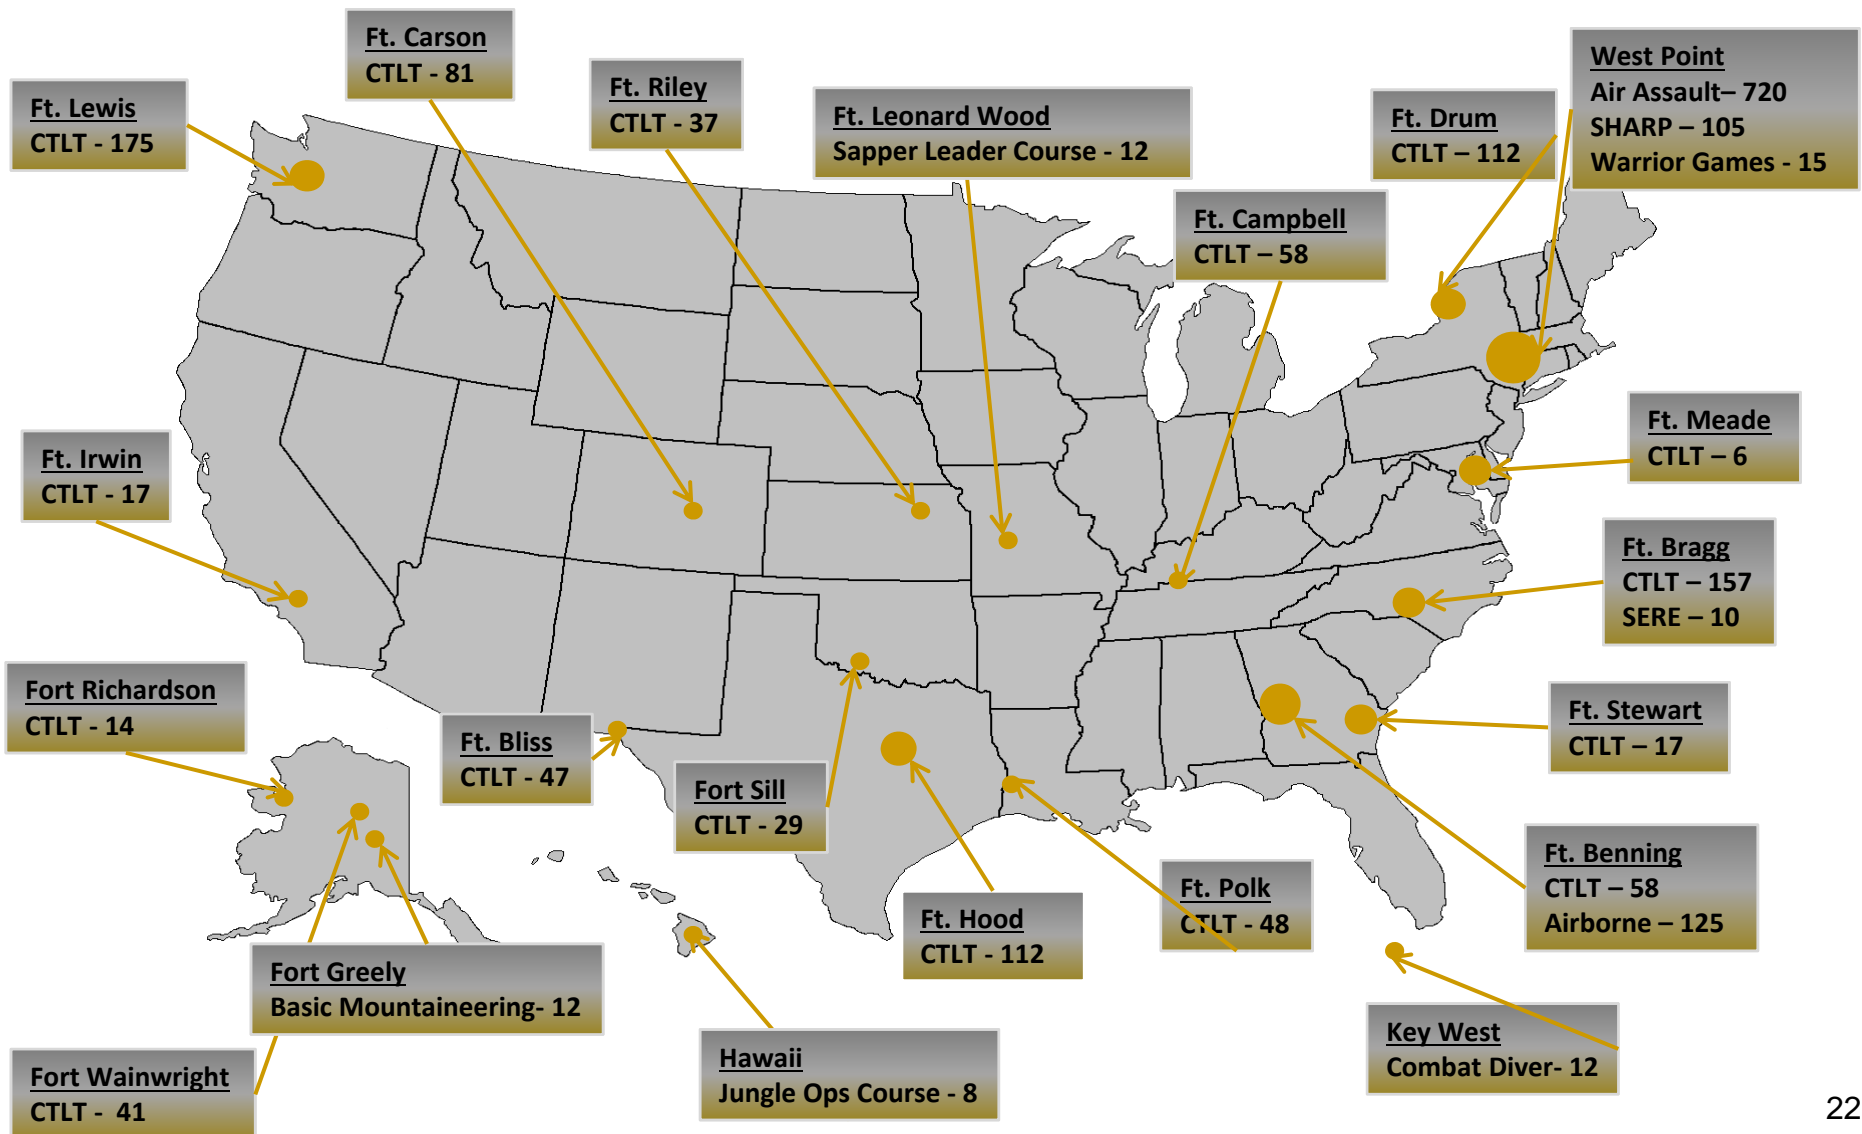 Ft. Carson
CTLT - 81
Ft. Lewis
CTLT - 175
Ft. Riley
CTLT - 37
Ft. Leonard Wood
Sapper Leader Course - 12
Ft. Drum
CTLT – 112
West Point
Air Assault– 720
SHARP – 105
Warrior Games - 15
Ft. Campbell
CTLT – 58
Ft. Meade
CTLT – 6
Ft. Irwin
CTLT - 17
Ft. Bragg
CTLT – 157
SERE – 10
Fort Richardson
CTLT - 14
Ft. Bliss
CTLT - 47
Fort Sill
CTLT - 29
Ft. Stewart
CTLT – 17
Ft. Benning
CTLT – 58
Airborne – 125
Ft. Polk
CTLT - 48
Ft. Hood
CTLT - 112
Fort Greely
Basic Mountaineering- 12
Fort Wainwright
CTLT - 41
Hawaii
Jungle Ops Course - 8
Key West
Combat Diver- 12
22